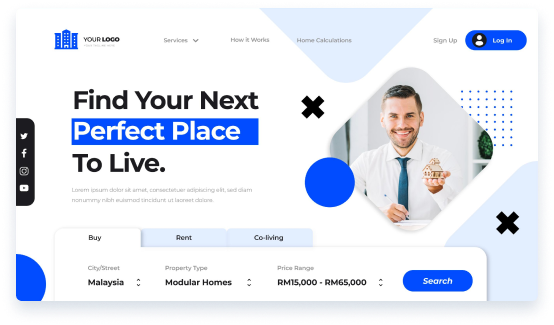 YOUR LOGO
Services
How it Works
Home Calculations
Sign Up
Log In
Find Your Next
Perfect Place
To Live.
Lorem ipsum dolor sit amet, consectetuer adipiscing elit, sed diam
nonummy nibh euismod tincidunt ut laoreet dolore
Buy
Rent
Co-living
City/Street
Property Type
Price Range
Malaysia
Modular Homes
RM15,000 - RM65,000
Search